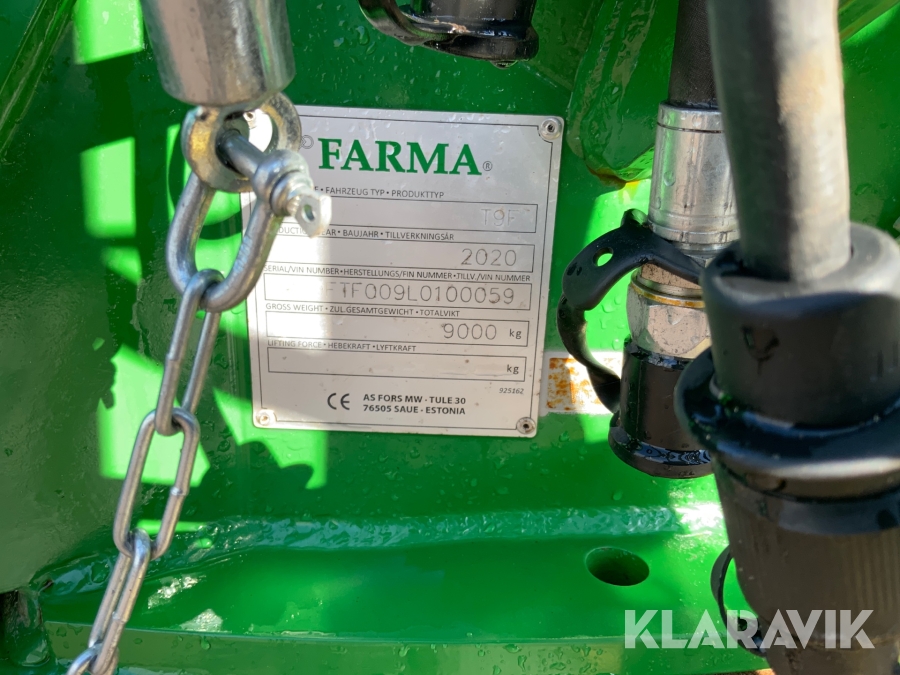 FARMA®
FAHRZEUG TYP • PRODUKTTYP
T9F
BAUJAHR • TILLVERKNINGSÅR
2020
SERIAL/VIN NUMBER • HERSTELLUNGS/FIN NUMMER • TILLV./VIN NUMMER
TF009L0100059
GROSS WEIGHT • ZUL GESAMTGEWICHT • TOTALVIKT
9000 kg
LIFTING FORCE • HEBEKRAFT • LYFTKRAFT
kg
925162
CE AS FORS MW - TULE 30
76505 SAUE - ESTONIA
KLARAVIK